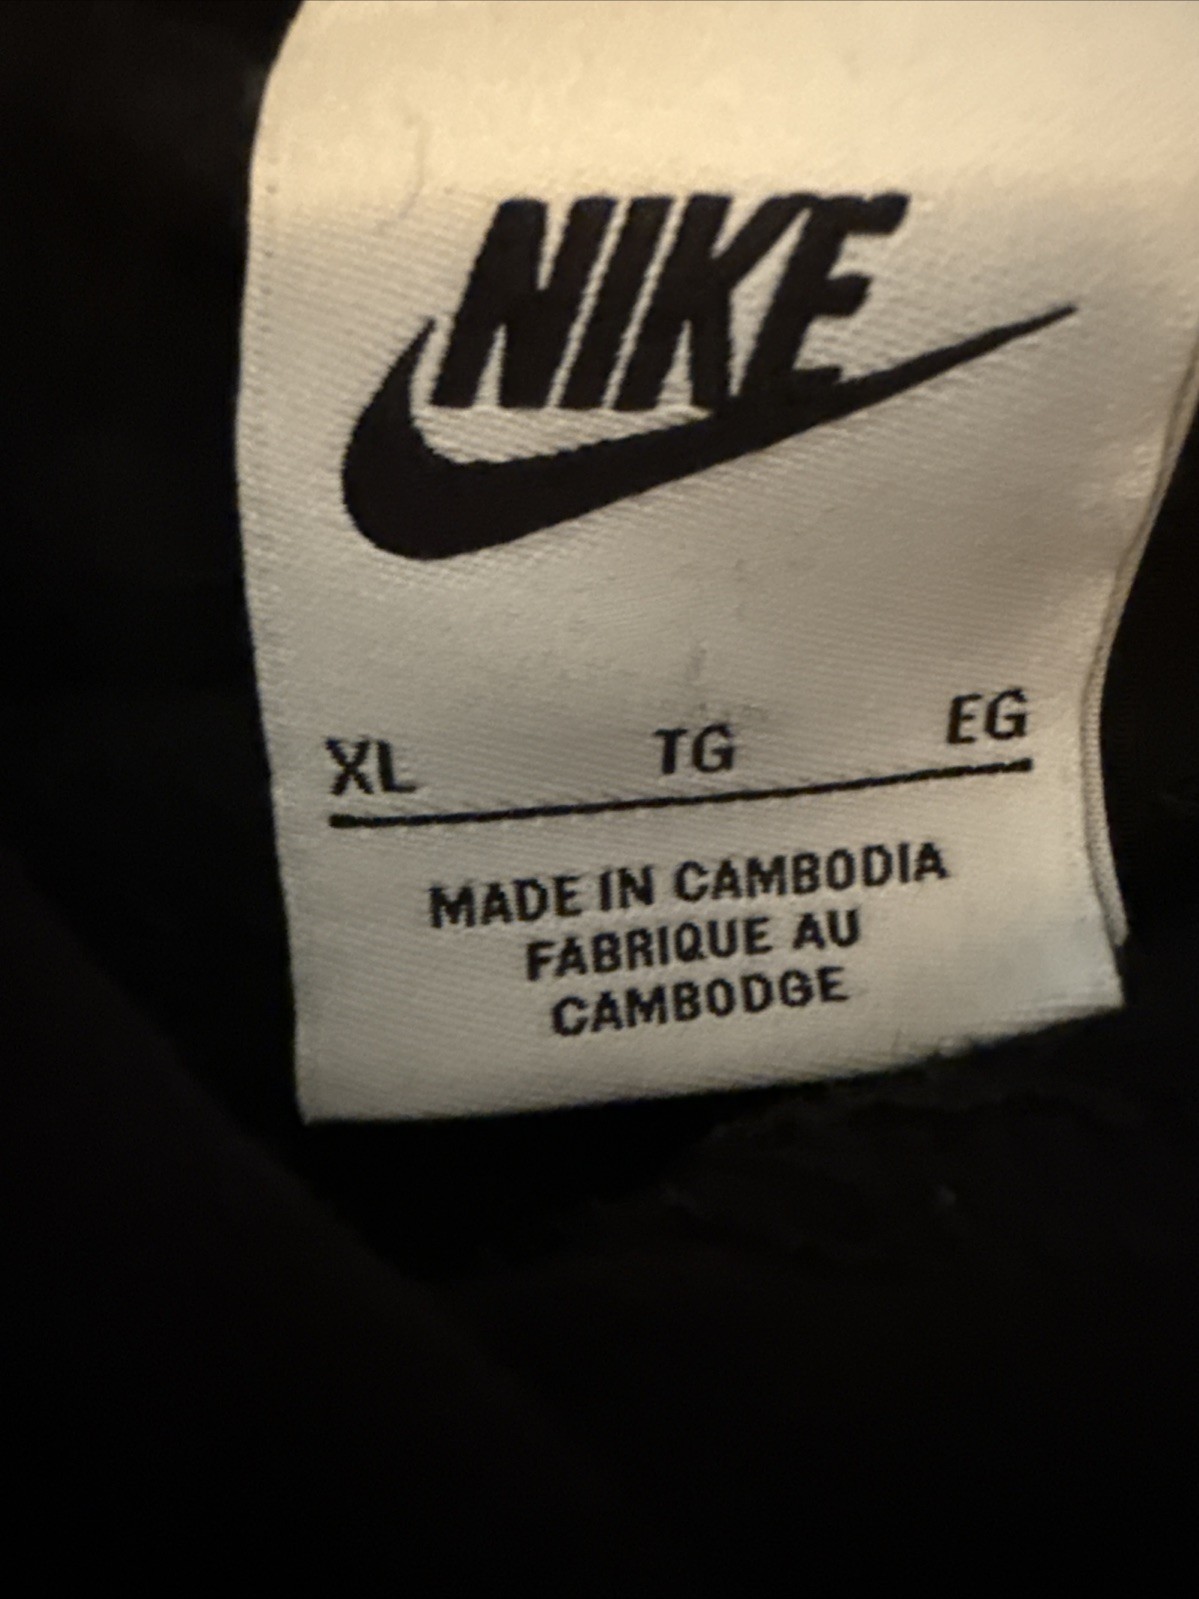 NIKE
XL TG EG
MADE IN CAMBODIA
FABRIQUE AU
CAMBODGE